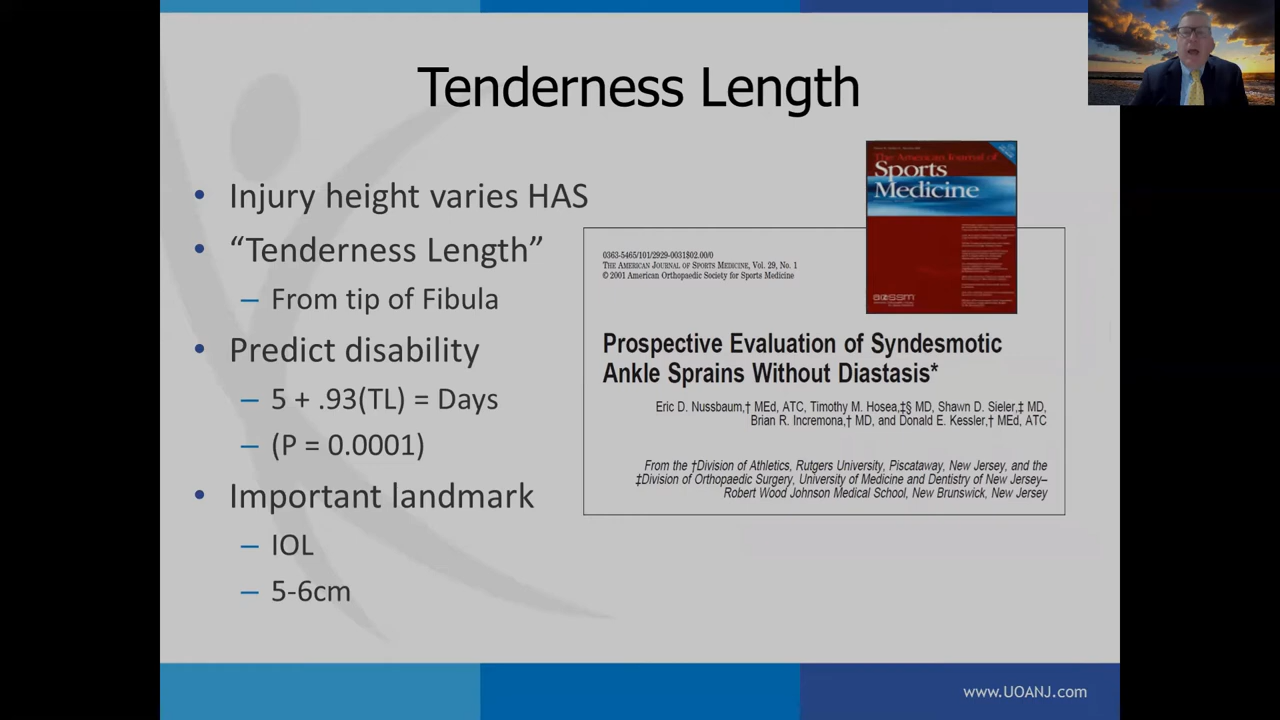 Tenderness Length
• Injury height varies HAS
• “Tenderness Length”
– From tip of Fibula
• Predict disability
– 5 + .93(TL) = Days
– (P = 0.0001)
• Important landmark
– IOL
– 5-6cm
The American Journal of
Sports
Medicine
0363-5465/101/2929-0031$02.00/0
THE AMERICAN JOURNAL OF SPORTS MEDICINE, Vol. 29, No. 1
© 2001 American Orthopaedic Society for Sports Medicine
Prospective Evaluation of Syndesmotic
Ankle Sprains Without Diastasis*
Eric D. Nussbaum,† MEd, ATC, Timothy M. Hosea,‡§ MD, Shawn D. Sieler,‡ MD,
Brian R. Incremona,† MD, and Donald E. Kessler,† MEd, ATC
From the †Division of Athletics, Rutgers University, Piscataway, New Jersey, and the
‡Division of Orthopaedic Surgery, University of Medicine and Dentistry of New Jersey–
Robert Wood Johnson Medical School, New Brunswick, New Jersey
www.UOANJ.com